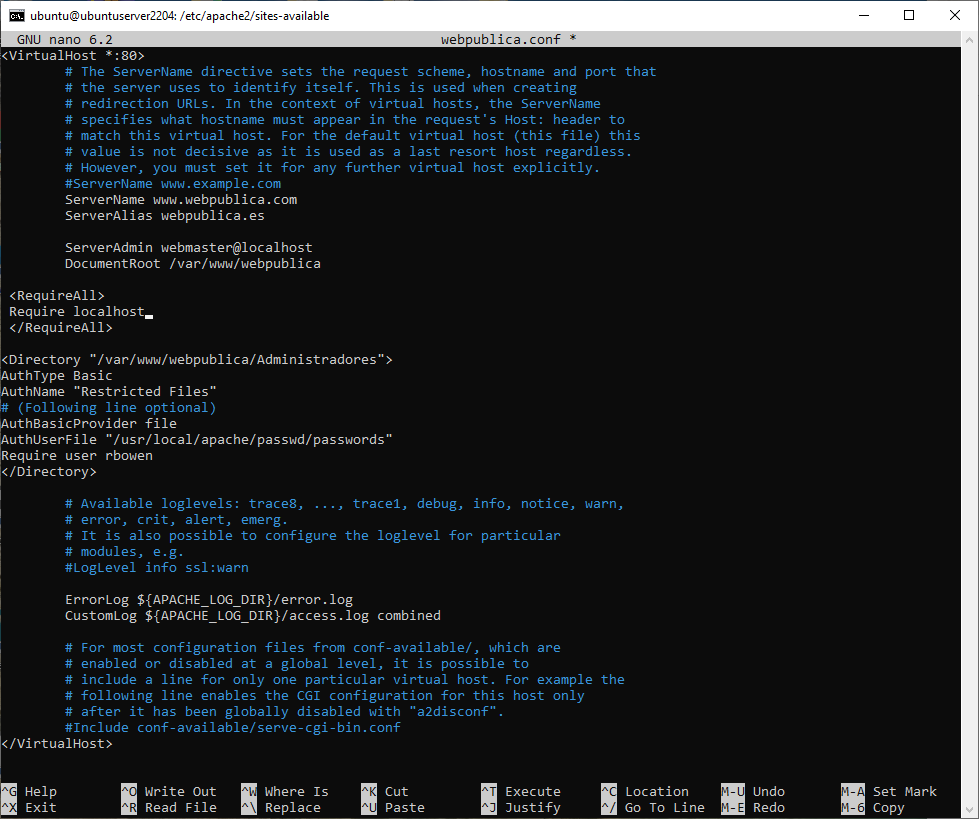 ubuntu@ubuntuserver2204: /etc/apache2/sites-available
GNU nano 6.2 webpublica.conf *
<VirtualHost *:80>
# The ServerName directive sets the request scheme, hostname and port that
# the server uses to identify itself. This is used when creating
# redirection URLs. In the context of virtual hosts, the ServerName
# specifies what hostname must appear in the request's Host: header to
# match this virtual host. For the default virtual host (this file) this
# value is not decisive as it is used as a last resort host regardless.
# However, you must set it for any further virtual host explicitly.
#ServerName www.example.com
ServerName www.webpublica.com
ServerAlias webpublica.es
ServerAdmin webmaster@localhost
DocumentRoot /var/www/webpublica
<RequireAll>
Require localhost
</RequireAll>
<Directory "/var/www/webpublica/Administradores">
AuthType Basic
AuthName "Restricted Files"
# (Following line optional)
AuthBasicProvider file
AuthUserFile "/usr/local/apache/passwd/passwords"
Require user rbowen
</Directory>
# Available loglevels: trace8, ..., trace1, debug, info, notice, warn,
# error, crit, alert, emerg.
# It is also possible to configure the loglevel for particular
# modules, e.g.
#LogLevel info ssl:warn
ErrorLog ${APACHE_LOG_DIR}/error.log
CustomLog ${APACHE_LOG_DIR}/access.log combined
# For most configuration files from conf-available/, which are
# enabled or disabled at a global level, it is possible to
# include a line for only one particular virtual host. For example the
# following line enables the CGI configuration for this host only
# after it has been globally disabled with "a2disconf".
#Include conf-available/serve-cgi-bin.conf
</VirtualHost>
^G Help ^O Write Out ^W Where Is ^K Cut ^T Execute ^C Location M-U Undo M-A Set Mark
^X Exit ^R Read File ^\ Replace ^U Paste ^J Justify ^/ Go To Line M-E Redo M-6 Copy